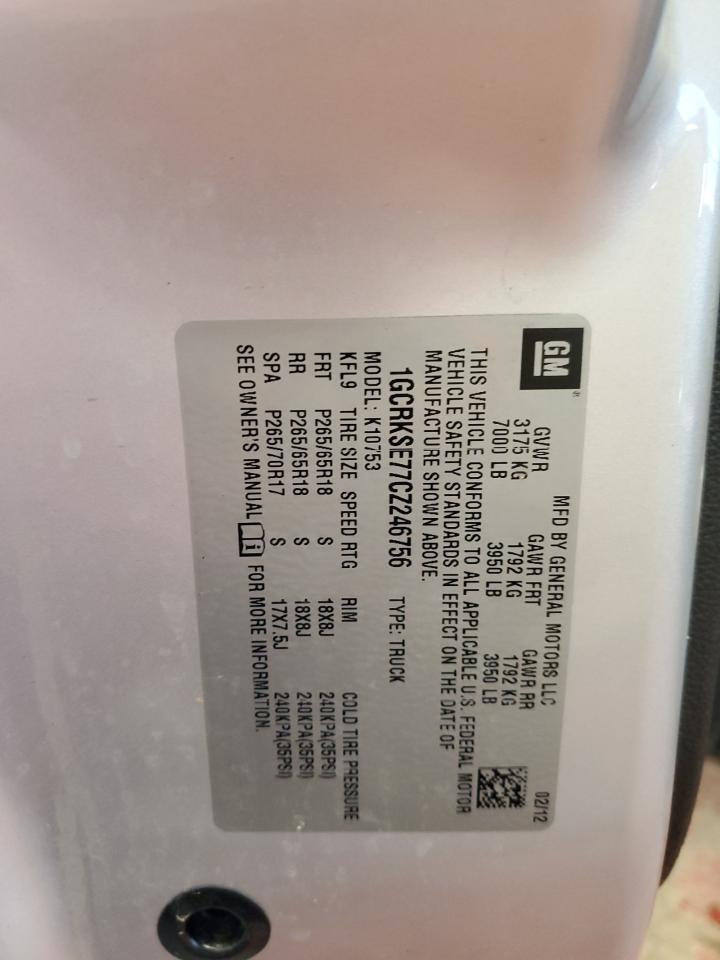 GM
MFD BY GENERAL MOTORS LLC 02/12
GVWR GAWR FRT GAWR RR
3175 KG 1792 KG 1792 KG
7000 LB 3950 LB 3950 LB
THIS VEHICLE CONFORMS TO ALL APPLICABLE U.S. FEDERAL MOTOR
VEHICLE SAFETY STANDARDS IN EFFECT ON THE DATE OF
MANUFACTURE SHOWN ABOVE.
1GCRKSE77CZ246756 TYPE: TRUCK
MODEL: K10753
KFL9 TIRE SIZE SPEED RTG RIM COLD TIRE PRESSURE
FRT P265/65R18 S 18X8J 240KPA(35PSI)
RR P265/65R18 S 18X8J 240KPA(35PSI)
SPA P265/70R17 S 17X7.5J 240KPA(35PSI)
SEE OWNER'S MANUAL FOR MORE INFORMATION.